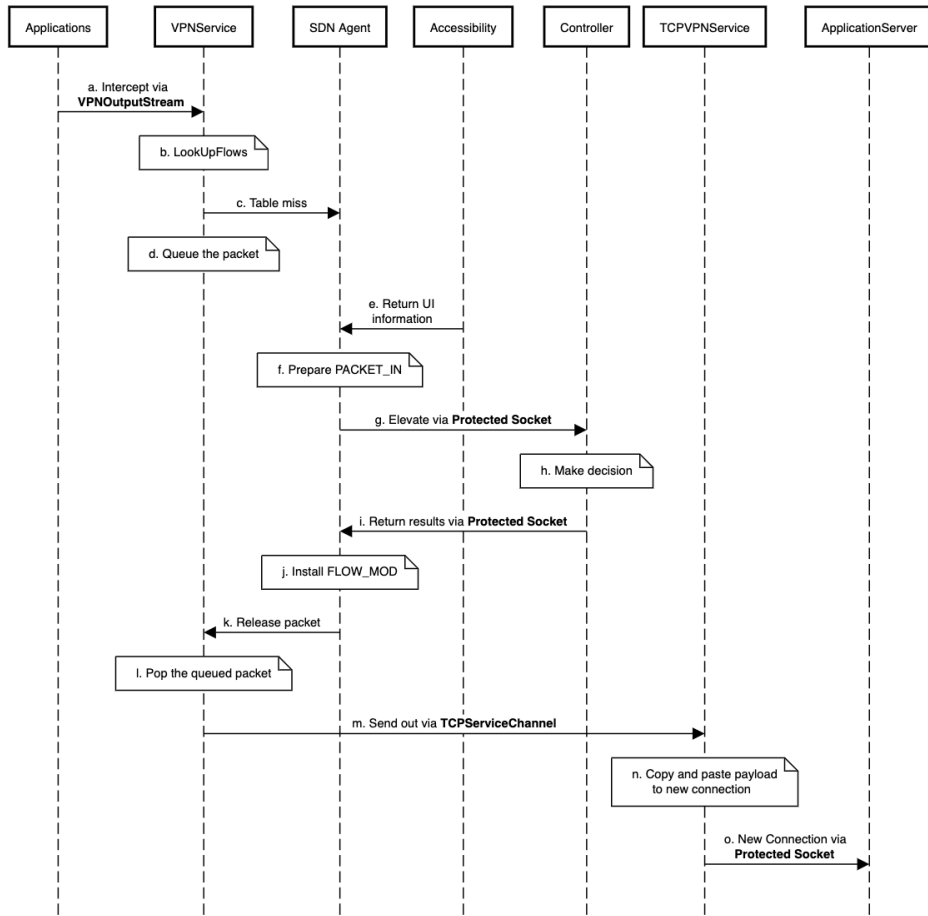 Applications
VPNService
SDN Agent
Accessibility
Controller
TCPVPNService
ApplicationServer
a. Intercept via
VPNOutputStream
b. LookUpFlows
c. Table miss
d. Queue the packet
e. Return UI
information
f. Prepare PACKET_IN
g. Elevate via Protected Socket
h. Make decision
i. Return results via Protected Socket
j. Install FLOW_MOD
k. Release packet
l. Pop the queued packet
m. Send out via TCPServiceChannel
n. Copy and paste payload
to new connection
o. New Connection via
Protected Socket